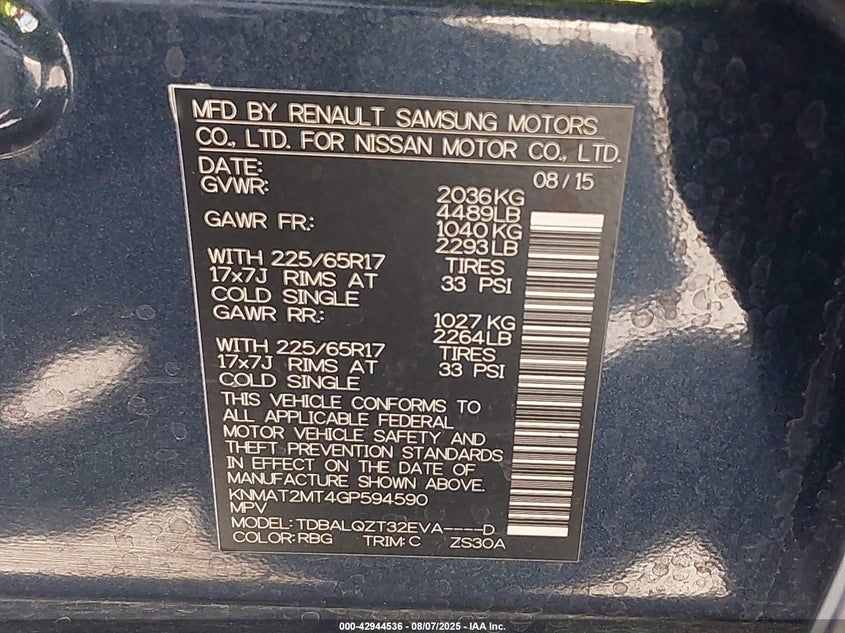 MFD BY RENAULT SAMSUNG MOTORS
CO., LTD. FOR NISSAN MOTOR CO., LTD.
DATE: 08/15
GVWR: 2036KG
4489LB
GAWR FR: 1040KG
2293LB
WITH 225/65R17 TIRES
17x7J RIMS AT 33 PSI
COLD SINGLE
GAWR RR: 1027KG
2264LB
WITH 225/65R17 TIRES
17x7J RIMS AT 33 PSI
COLD SINGLE
THIS VEHICLE CONFORMS TO
ALL APPLICABLE FEDERAL
MOTOR VEHICLE SAFETY AND
THEFT PREVENTION STANDARDS
IN EFFECT ON THE DATE OF
MANUFACTURE SHOWN ABOVE.
KNMAT2MT4GP594590
MPV
MODEL: TDBALQZT32EVA----D
COLOR: RBG TRIM: C ZS30A
000-42944536 - 08/07/2025 - IAA Inc.